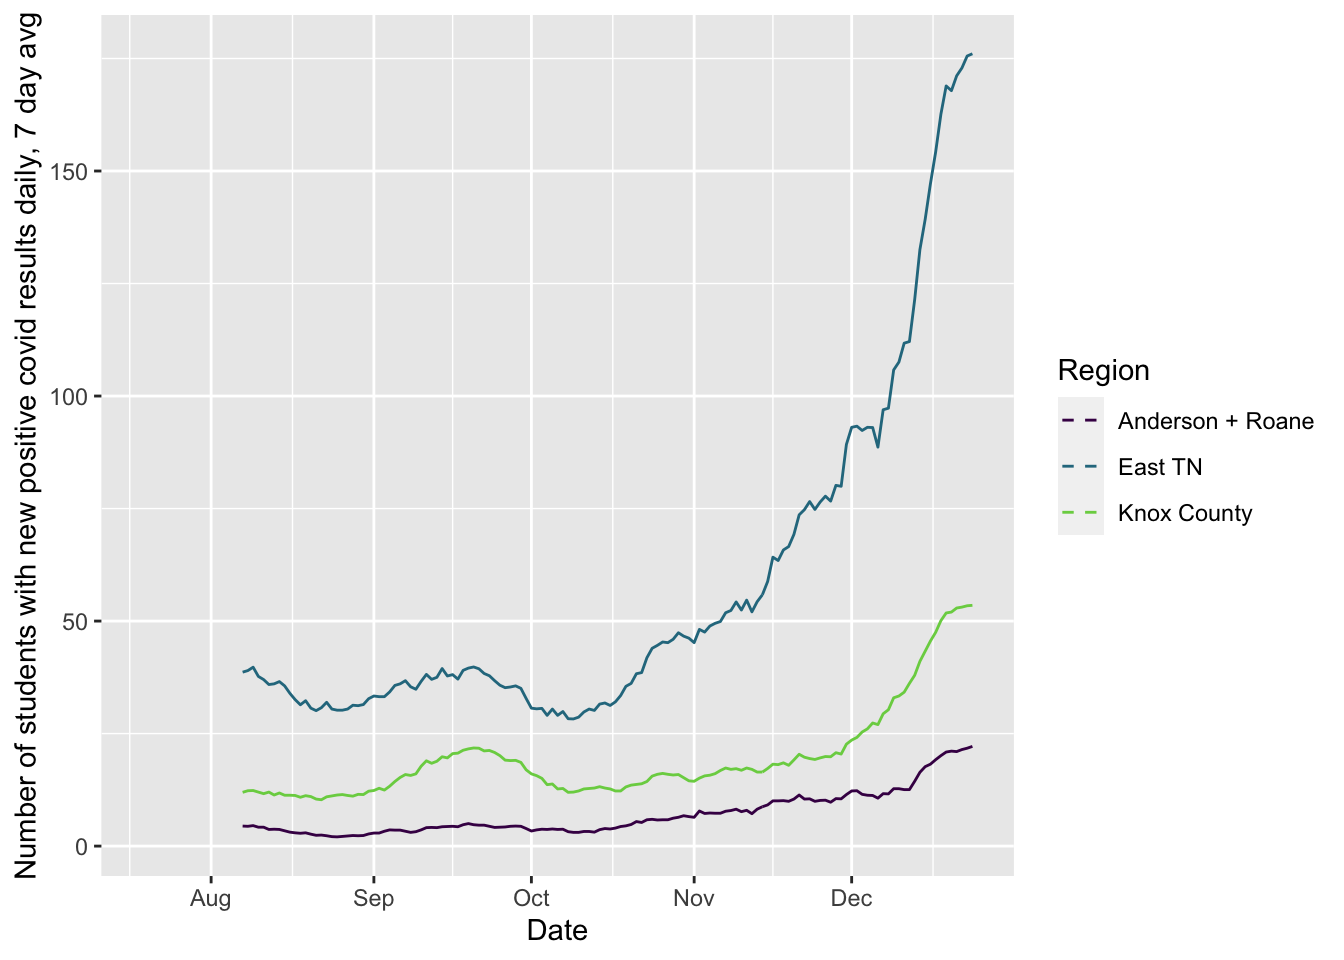 Number of students with new positive covid results daily, 7 day avg
150
100
50
0
Aug Sep Oct Nov Dec
Date
Region
Anderson + Roane
East TN
Knox County